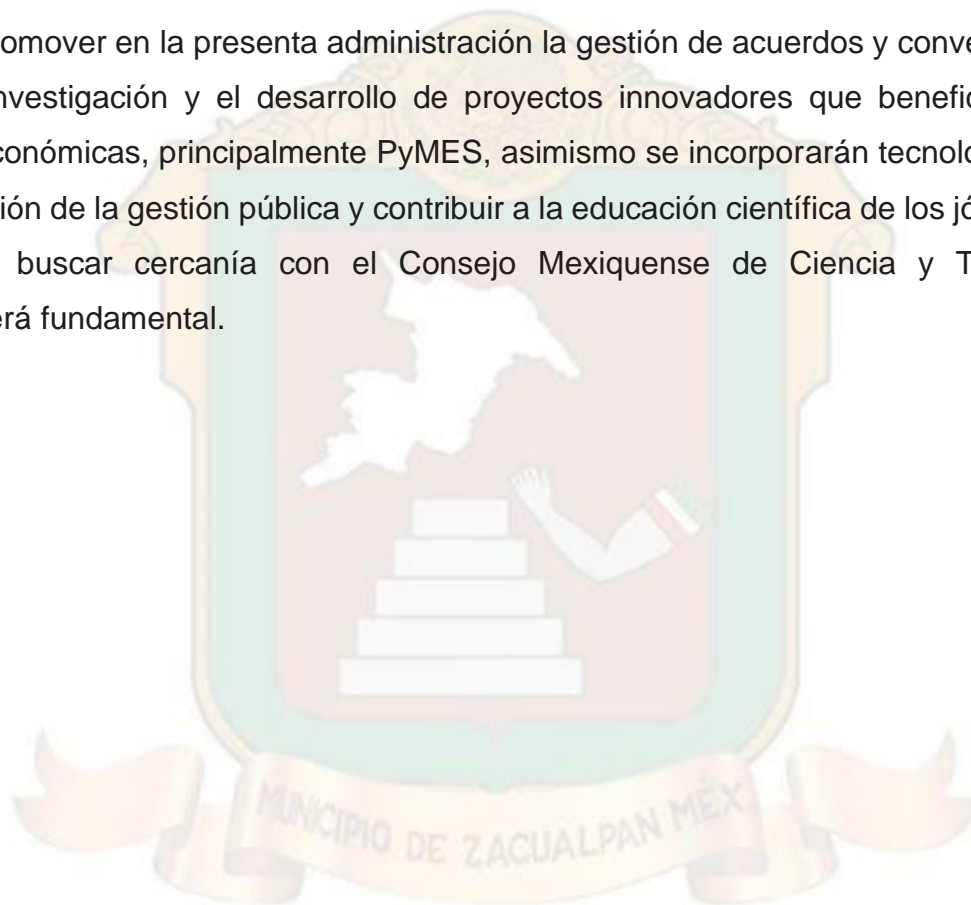 omover en la presenta administración la gestión de acuerdos y conve
nvestigación y el desarrollo de proyectos innovadores que benefic
conómicas, principalmente PyMES, asimismo se incorporarán tecnolo
ión de la gestión pública y contribuir a la educación científica de los jó
buscar cercanía con el Consejo Mexiquense de Ciencia y T
erá fundamental.
MUNICIPIO DE ZACUALPAN MÉX